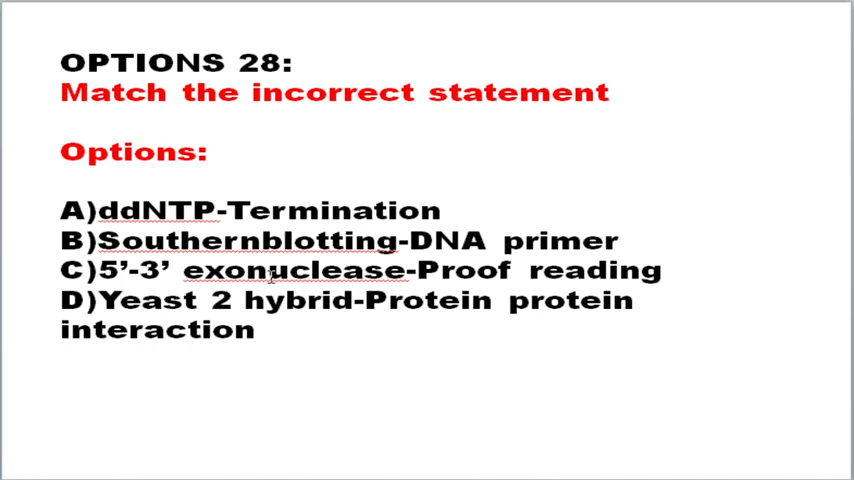 OPTIONS 28:
Match the incorrect statement
Options:
A)ddNTP-Termination
B)Southernblotting-DNA primer
C)5’-3’ exonuclease-Proof reading
D)Yeast 2 hybrid-Protein protein
interaction